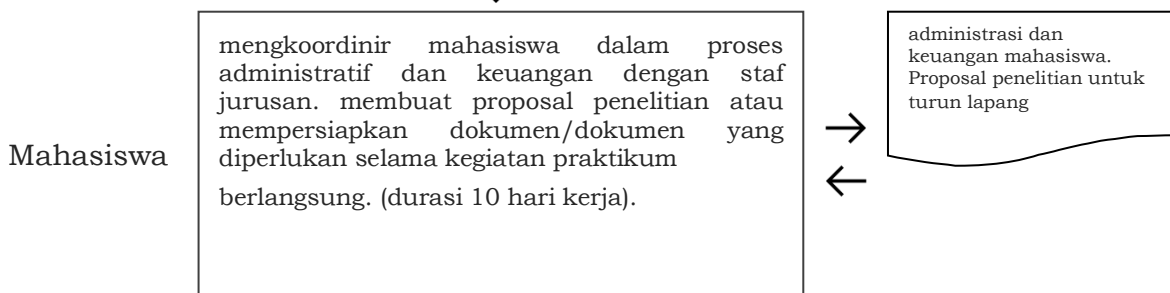 Mahasiswa
mengkoordinir mahasiswa dalam proses
administratif dan keuangan dengan staf
jurusan. membuat proposal penelitian atau
mempersiapkan dokumen/dokumen yang
diperlukan selama kegiatan praktikum
berlangsung. (durasi 10 hari kerja).
administrasi dan
keuangan mahasiswa.
Proposal penelitian untuk
turun lapang